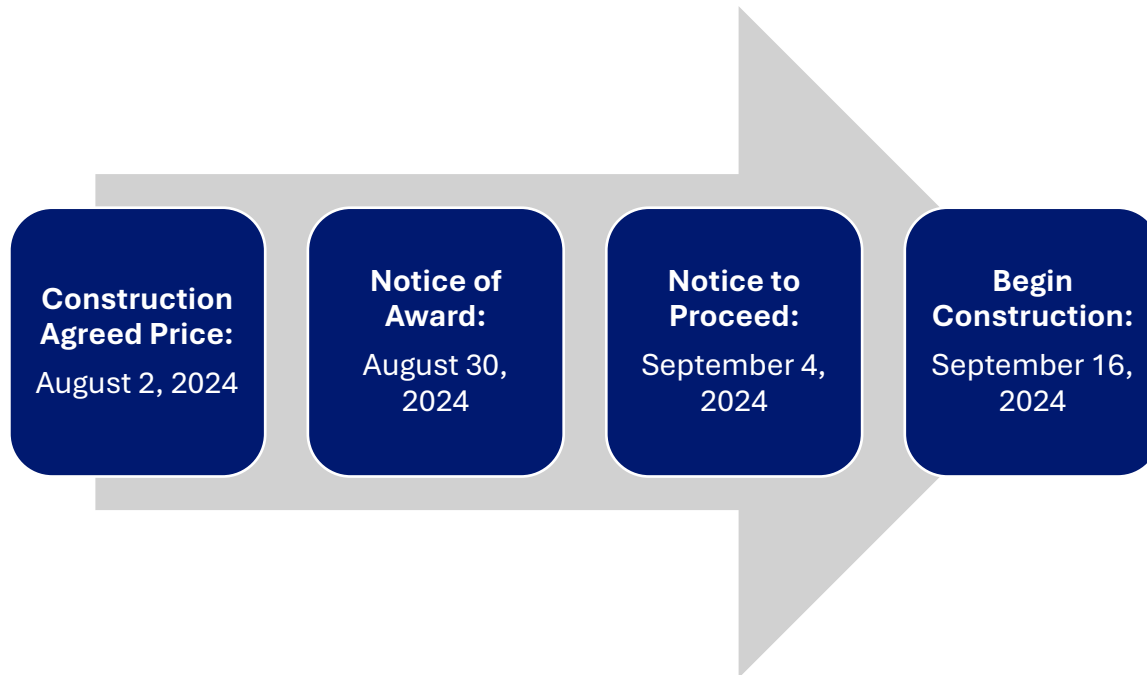 Construction
Agreed Price:
August 2, 2024
Notice of
Award:
August 30,
2024
Notice to
Proceed:
September 4,
2024
Begin
Construction:
September 16,
2024